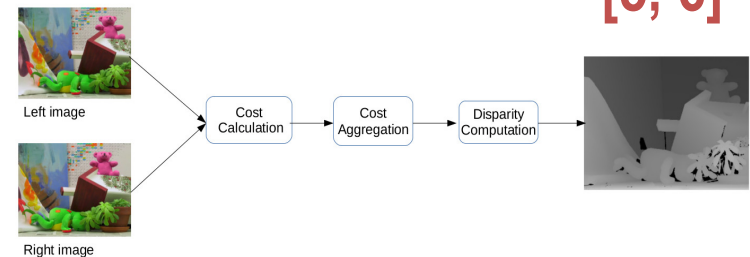 Left image
Cost
Calculation
Cost
Aggregation
Disparity
Computation
Right image